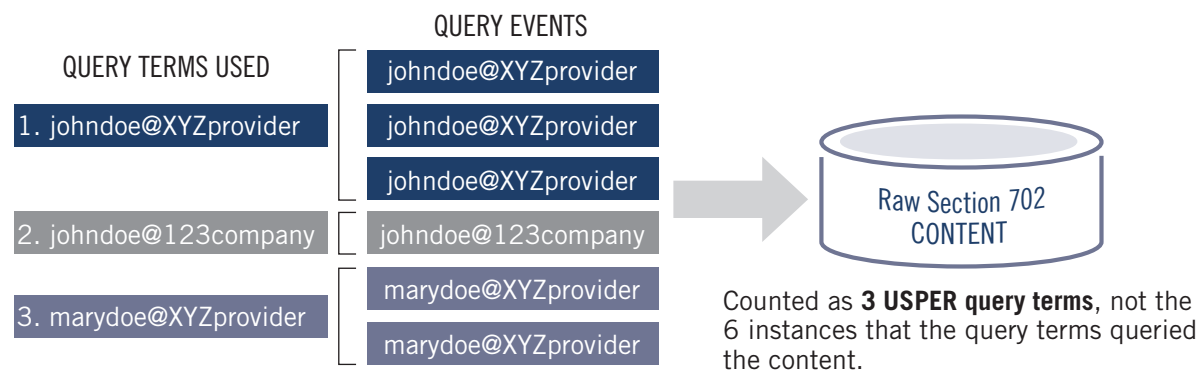 QUERY TERMS USED
1. johndoe@XYZprovider
2. johndoe@123company
3. marydoe@XYZprovider
QUERY EVENTS
johndoe@XYZprovider
johndoe@XYZprovider
johndoe@XYZprovider
johndoe@123company
marydoe@XYZprovider
marydoe@XYZprovider
Raw Section 702
CONTENT
Counted as 3 USPER query terms, not the
6 instances that the query terms queried
the content.